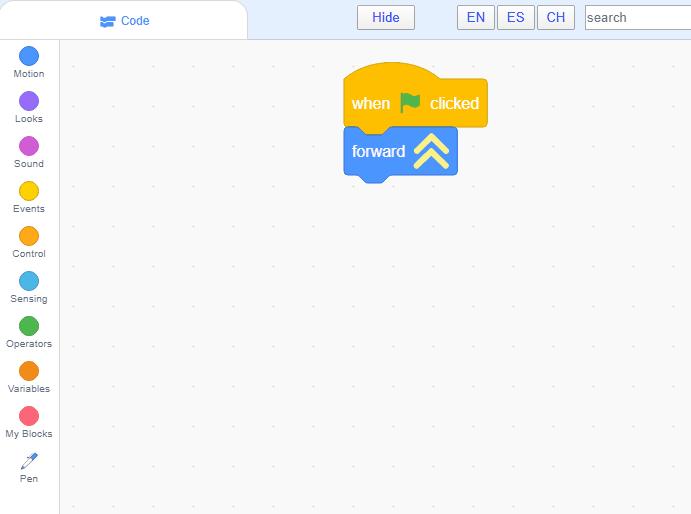 Code
Hide
EN
ES
CH
search
Motion
Looks
Sound
Events
Control
Sensing
Operators
Variables
My Blocks
Pen
when clicked
forward